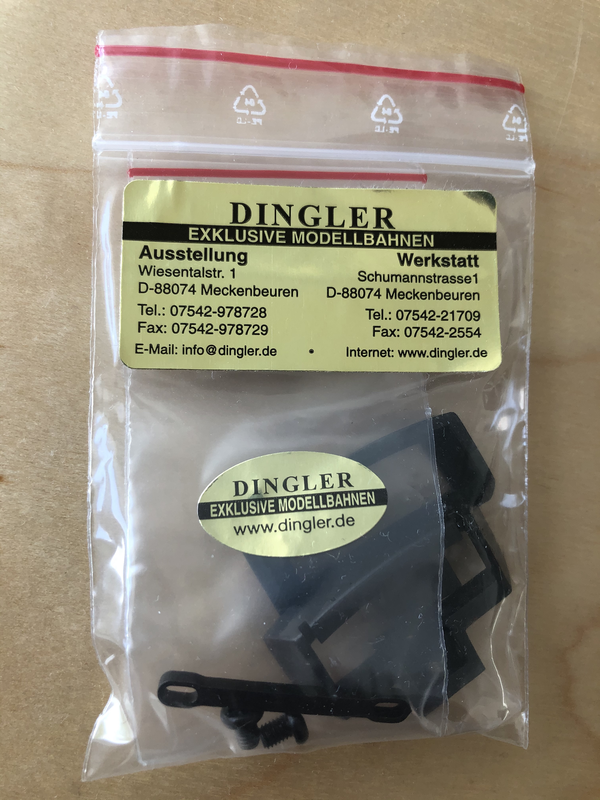 DINGLER
EXKLUSIVE MODELLBAHNEN
Ausstellung
Wiesentalstr. 1
D-88074 Meckenbeuren
Tel.: 07542-978728
Fax: 07542-978729
E-Mail: info@dingler.de
Werkstatt
Schumannstrasse1
D-88074 Meckenbeuren
Tel.: 07542-21709
Fax: 07542-2554
• Internet: www.dingler.de
DINGLER
EXKLUSIVE MODELLBAHNEN
www.dingler.de